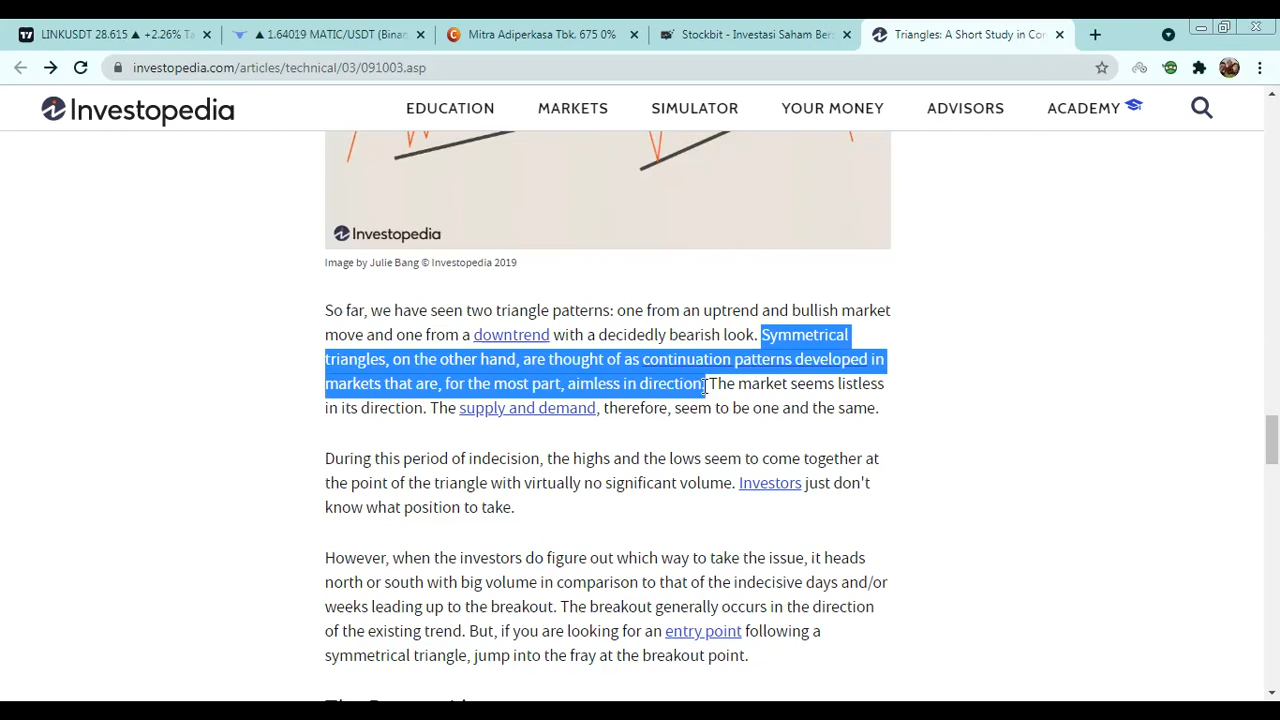 LINKUSDT 28.615 ▲ +2.26%
▲ 1.64019 MATIC/USDT (Binan
Mitra Adiperkasa Tbk. 675 0%
Stockbit - Investasi Saham Ber
Triangles: A Short Study in Con
investopedia.com/articles/technical/03/091003.asp
Investopedia
EDUCATION
MARKETS
SIMULATOR
YOUR MONEY
ADVISORS
ACADEMY
Investopedia
Image by Julie Bang © Investopedia 2019
So far, we have seen two triangle patterns: one from an uptrend and bullish market
move and one from a downtrend with a decidedly bearish look. Symmetrical
triangles, on the other hand, are thought of as continuation patterns developed in
markets that are, for the most part, aimless in direction. The market seems listless
in its direction. The supply and demand, therefore, seem to be one and the same.
During this period of indecision, the highs and the lows seem to come together at
the point of the triangle with virtually no significant volume. Investors just don't
know what position to take.
However, when the investors do figure out which way to take the issue, it heads
north or south with big volume in comparison to that of the indecisive days and/or
weeks leading up to the breakout. The breakout generally occurs in the direction
of the existing trend. But, if you are looking for an entry point following a
symmetrical triangle, jump into the fray at the breakout point.